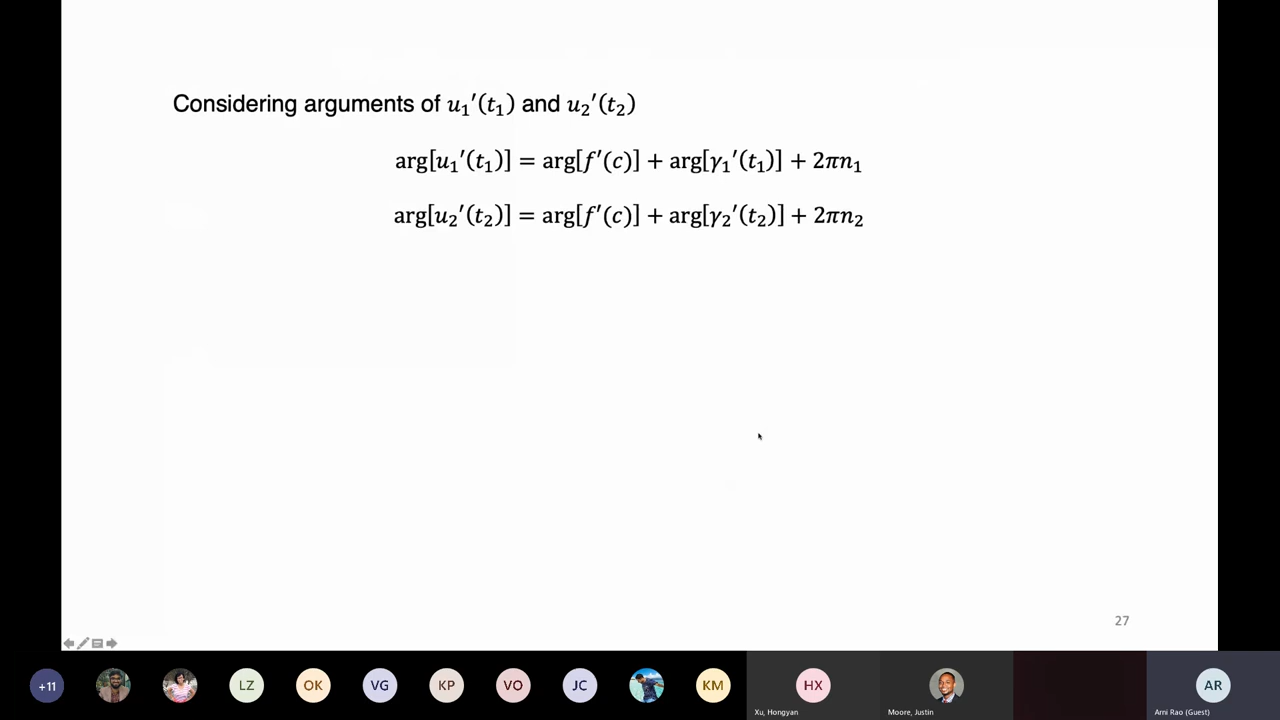 Considering arguments of u₁′(t₁) and u₂′(t₂)
arg[u₁′(t₁)] = arg[f′(c)] + arg[γ₁′(t₁)] + 2πn₁
arg[u₂′(t₂)] = arg[f′(c)] + arg[γ₂′(t₂)] + 2πn₂
27
+11
LZ
OK
VG
KP
VO
JC
KM
HX
AR
Xu, Hongyan
Moore, Justin
Arni Rao (Guest)